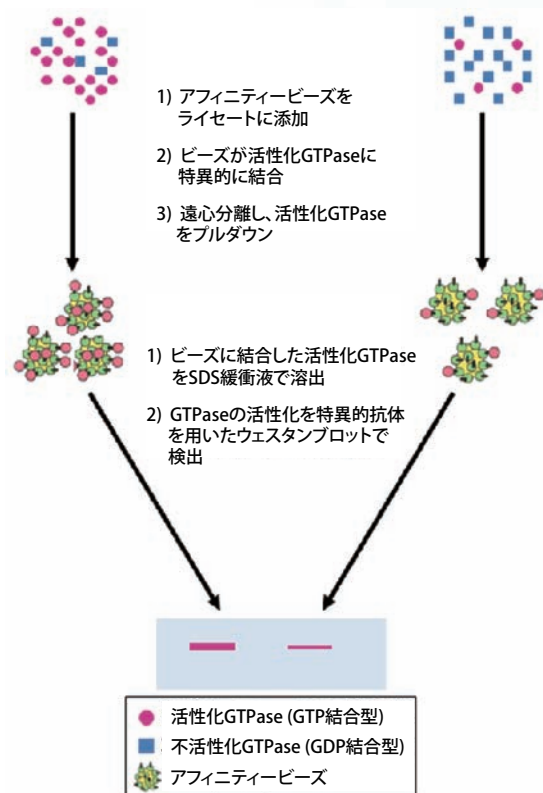 1) アフィニティービーズを
ライセートに添加
2) ビーズが活性化GTPaseに
特異的に結合
3) 遠心分離し、活性化GTPase
をプルダウン
1) ビーズに結合した活性化GTPase
をSDS緩衝液で溶出
2) GTPaseの活性化を特異的抗体
を用いたウェスタンブロットで
検出
活性化GTPase (GTP結合型)
不活性化GTPase (GDP結合型)
アフィニティービーズ